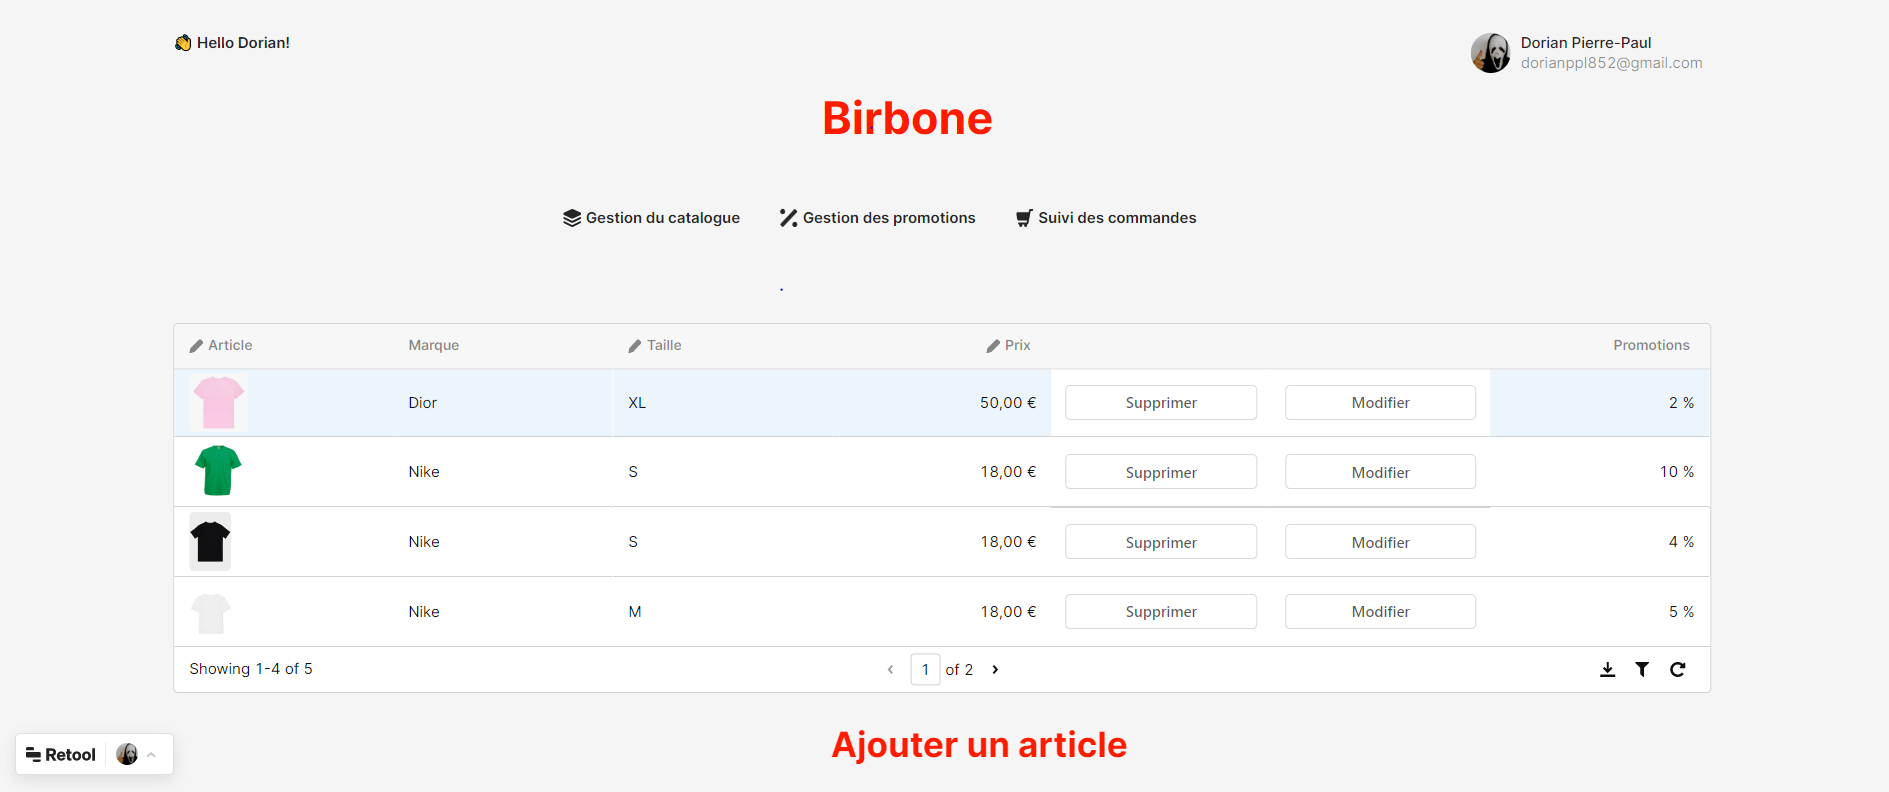 👋 Hello Dorian!
Dorian Pierre-Paul
dorianppl852@gmail.com
Birbone
Gestion du catalogue Gestion des promotions Suivi des commandes
Article Marque Taille Prix Promotions
Dior XL 50,00 € Supprimer Modifier 2 %
Nike S 18,00 € Supprimer Modifier 10 %
Nike S 18,00 € Supprimer Modifier 4 %
Nike M 18,00 € Supprimer Modifier 5 %
Showing 1-4 of 5 1 of 2
Ajouter un article
Retool